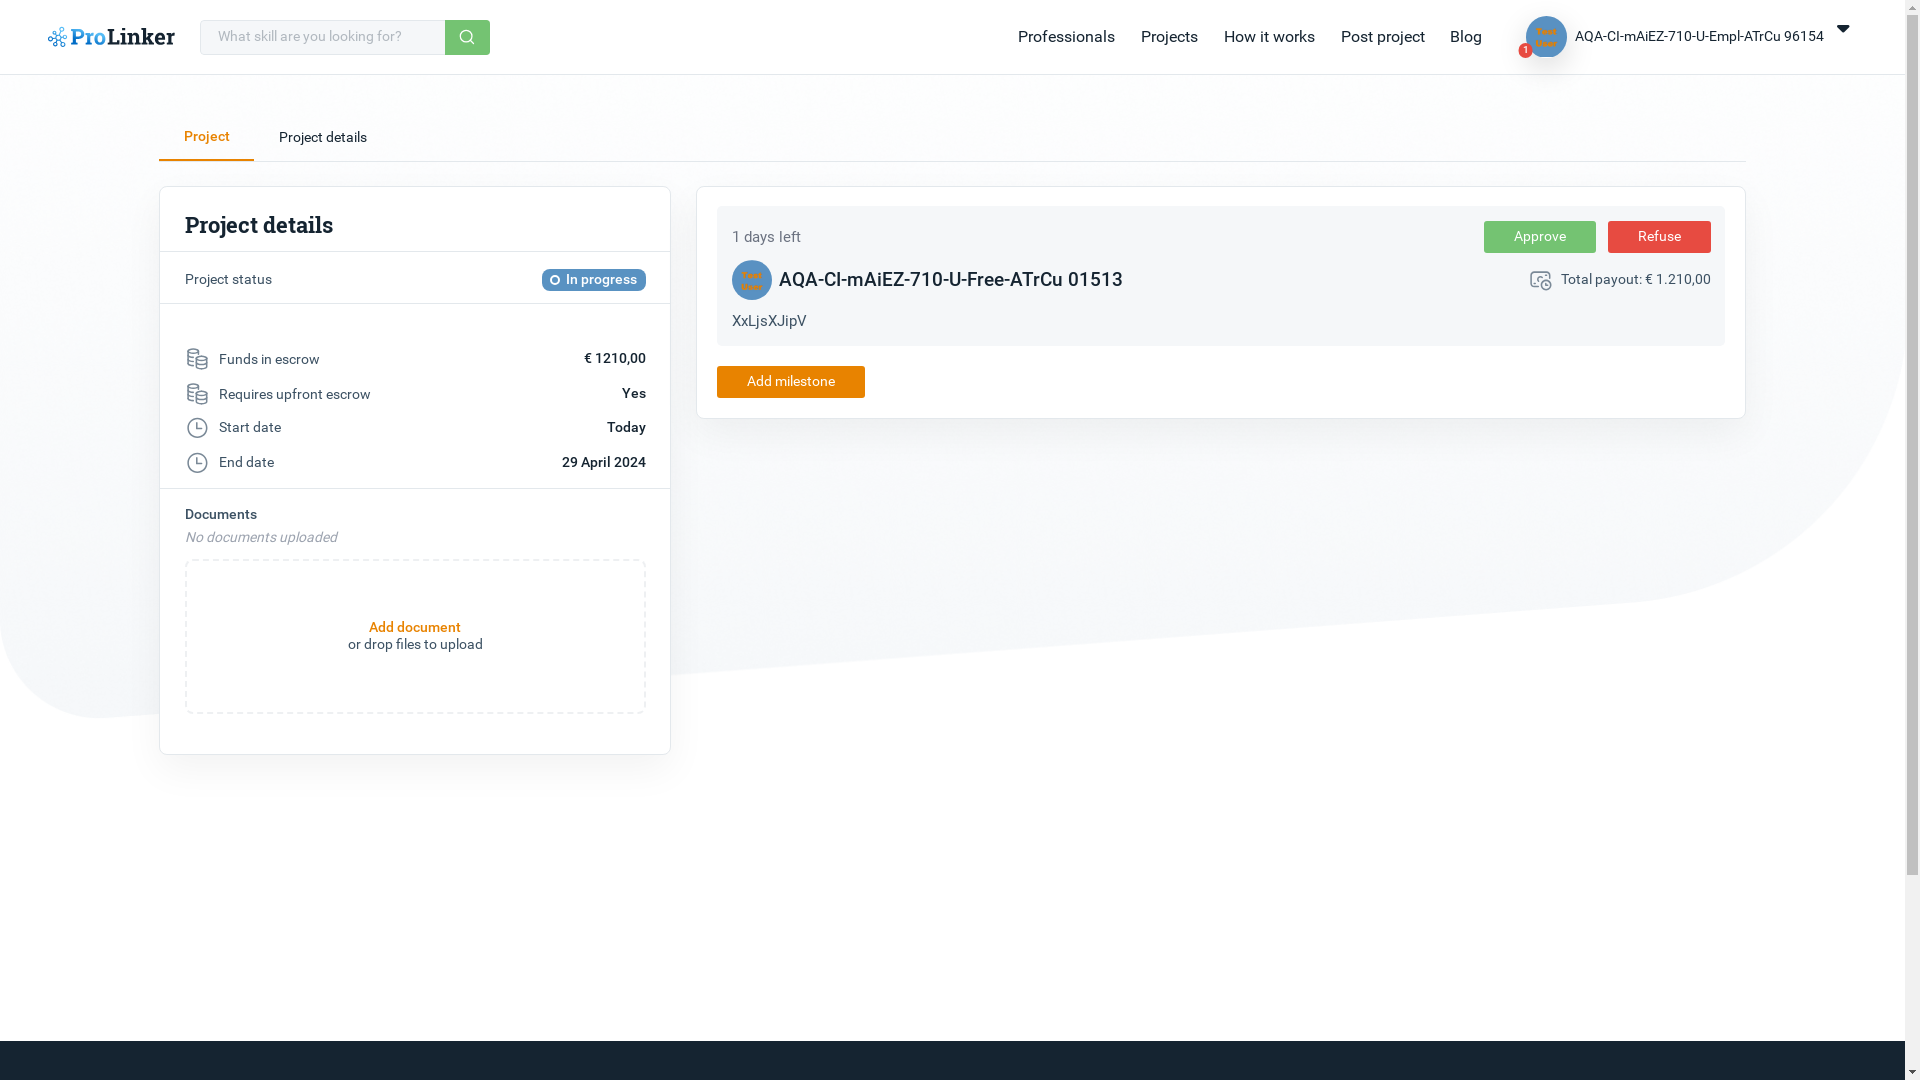 ProLinker
What skill are you looking for?
Professionals
Projects
How it works
Post project
Blog
1
Test
User
AQA-CI-mAiEZ-710-U-Empl-ATrCu 96154
Project
Project details
Project details
Project status
In progress
Funds in escrow
€ 1210,00
Requires upfront escrow
Yes
Start date
Today
End date
29 April 2024
Documents
No documents uploaded
Add document
or drop files to upload
1 days left
Approve
Refuse
Test
User
AQA-CI-mAiEZ-710-U-Free-ATrCu 01513
Total payout: € 1.210,00
XxLjsXJipV
Add milestone